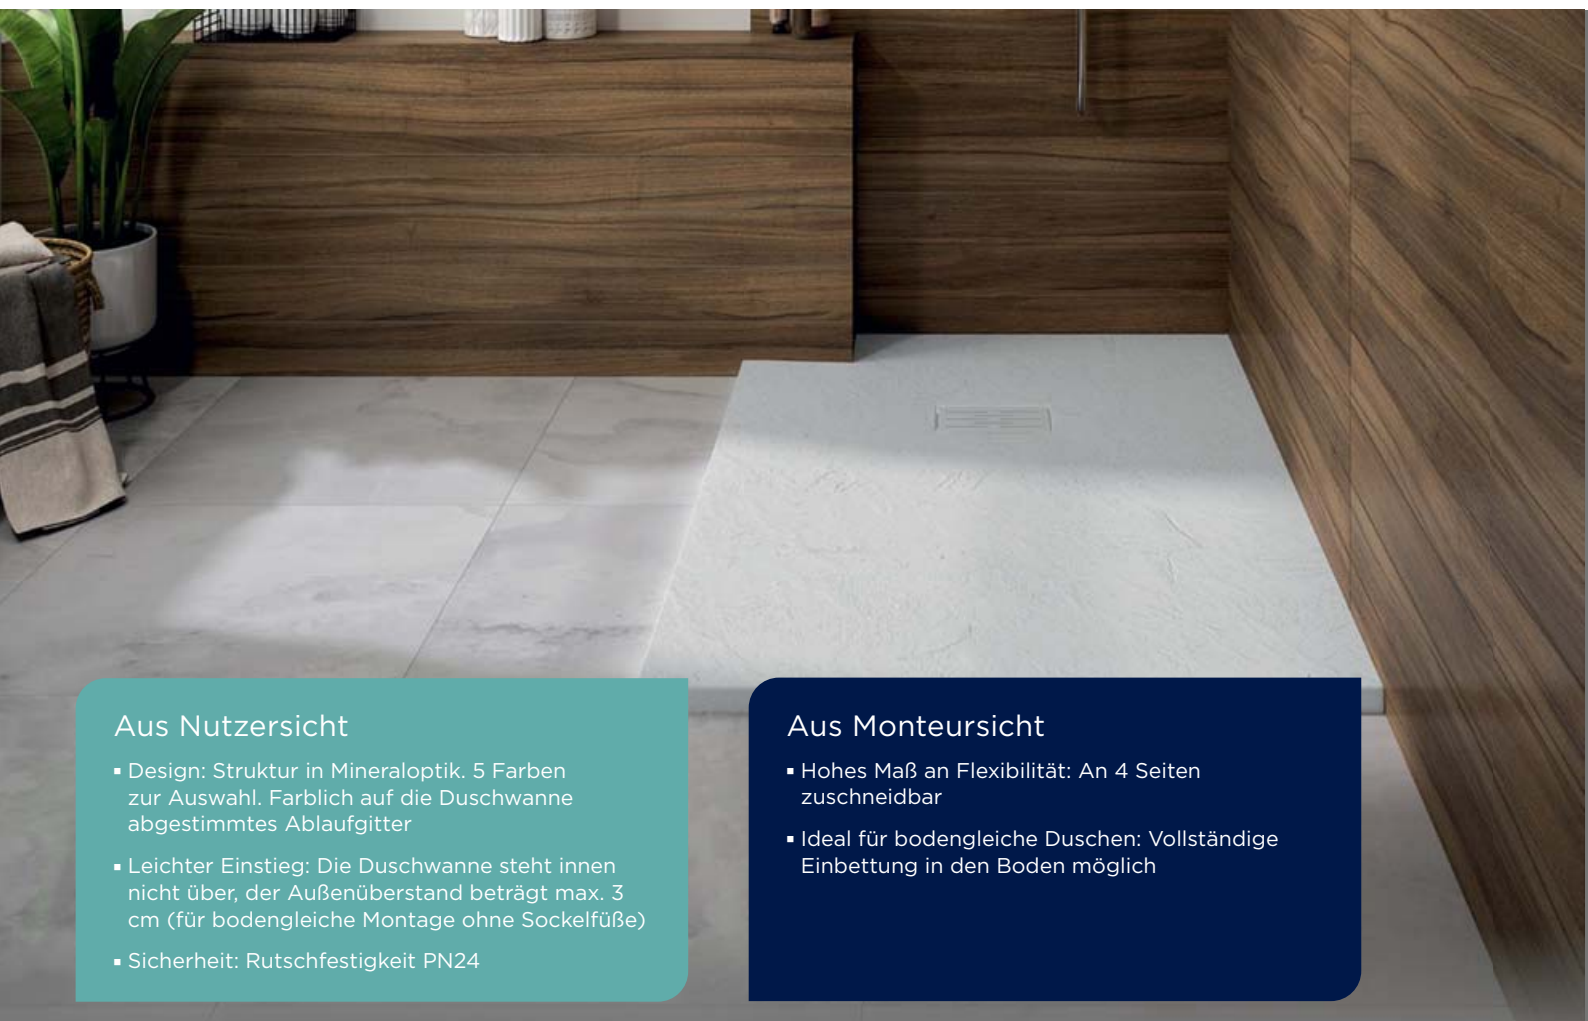 Aus Nutzersicht
▪ Design: Struktur in Mineraloptik. 5 Farben
zur Auswahl. Farblich auf die Duschwanne
abgestimmtes Ablaufgitter
▪ Leichter Einstieg: Die Duschwanne steht innen
nicht über, der Außenüberstand beträgt max. 3
cm (für bodengleiche Montage ohne Sockelfüße)
▪ Sicherheit: Rutschfestigkeit PN24
Aus Monteursicht
▪ Hohes Maß an Flexibilität: An 4 Seiten
zuschneidbar
▪ Ideal für bodengleiche Duschen: Vollständige
Einbettung in den Boden möglich